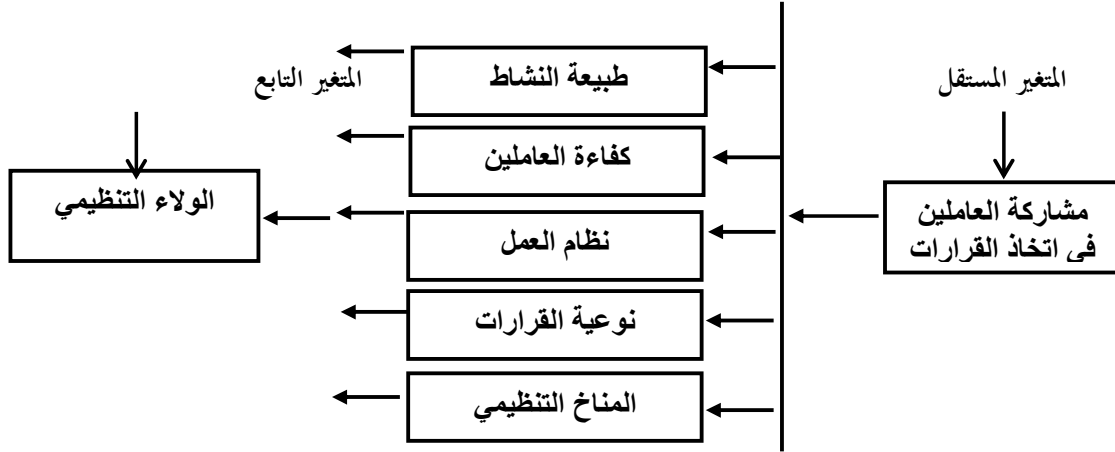 المتغير المستقل
مشاركة العاملين
في اتخاذ القرارات
طبيعة النشاط
كفاءة العاملين
نظام العمل
نوعية القرارات
المناخ التنظيمي
المتغير التابع
الولاء التنظيمي